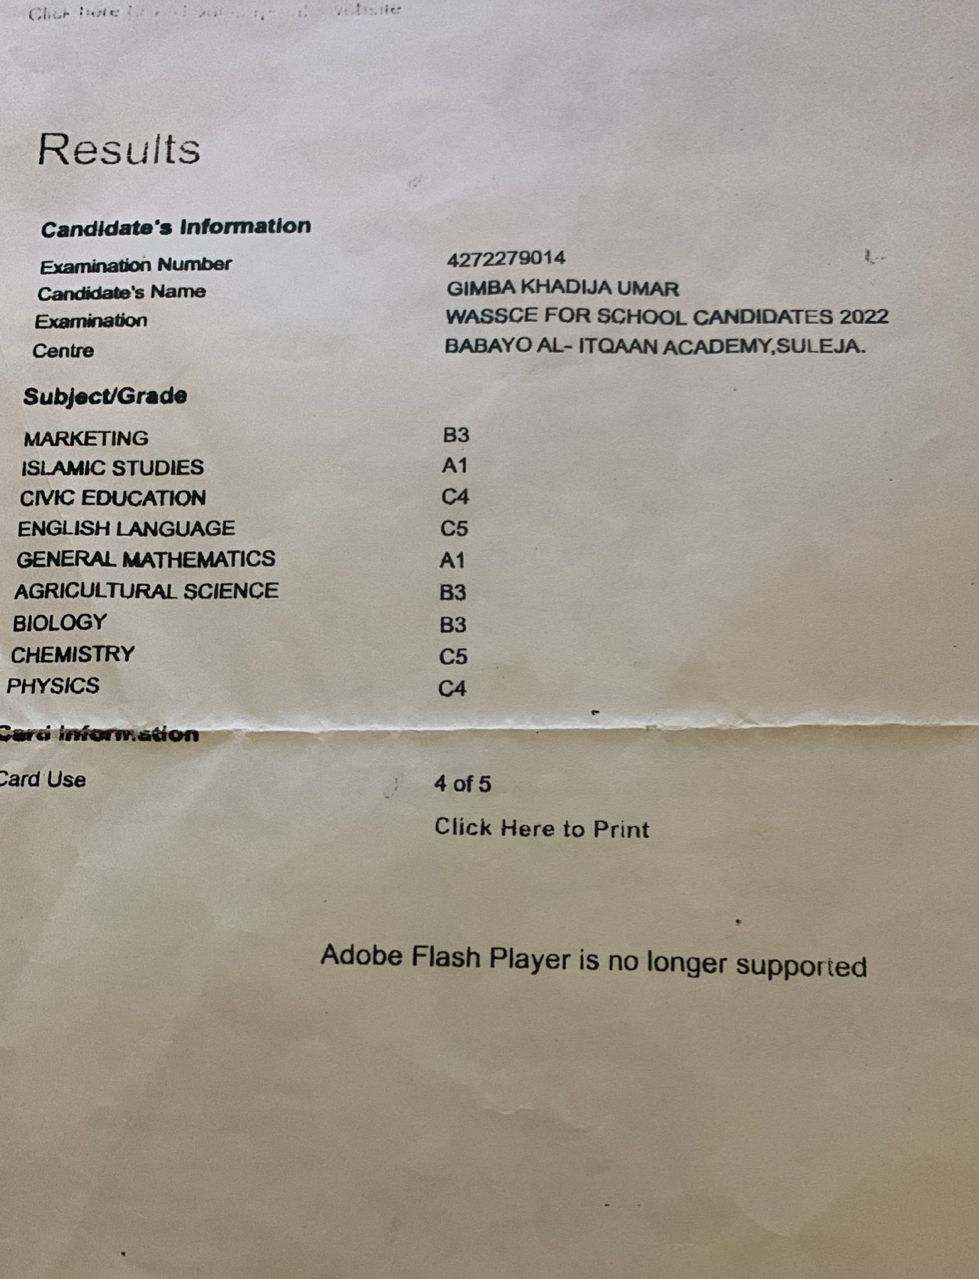 Click here
website
Results
Candidate's Information
Examination Number 4272279014
Candidate's Name GIMBA KHADIJA UMAR
Examination WASSCE FOR SCHOOL CANDIDATES 2022
Centre BABAYO AL- ITQAAN ACADEMY,SULEJA.
Subject/Grade
MARKETING B3
ISLAMIC STUDIES A1
CIVIC EDUCATION C4
ENGLISH LANGUAGE C5
GENERAL MATHEMATICS A1
AGRICULTURAL SCIENCE B3
BIOLOGY B3
CHEMISTRY C5
PHYSICS C4
Card Information
Card Use 4 of 5
Click Here to Print
Adobe Flash Player is no longer supported